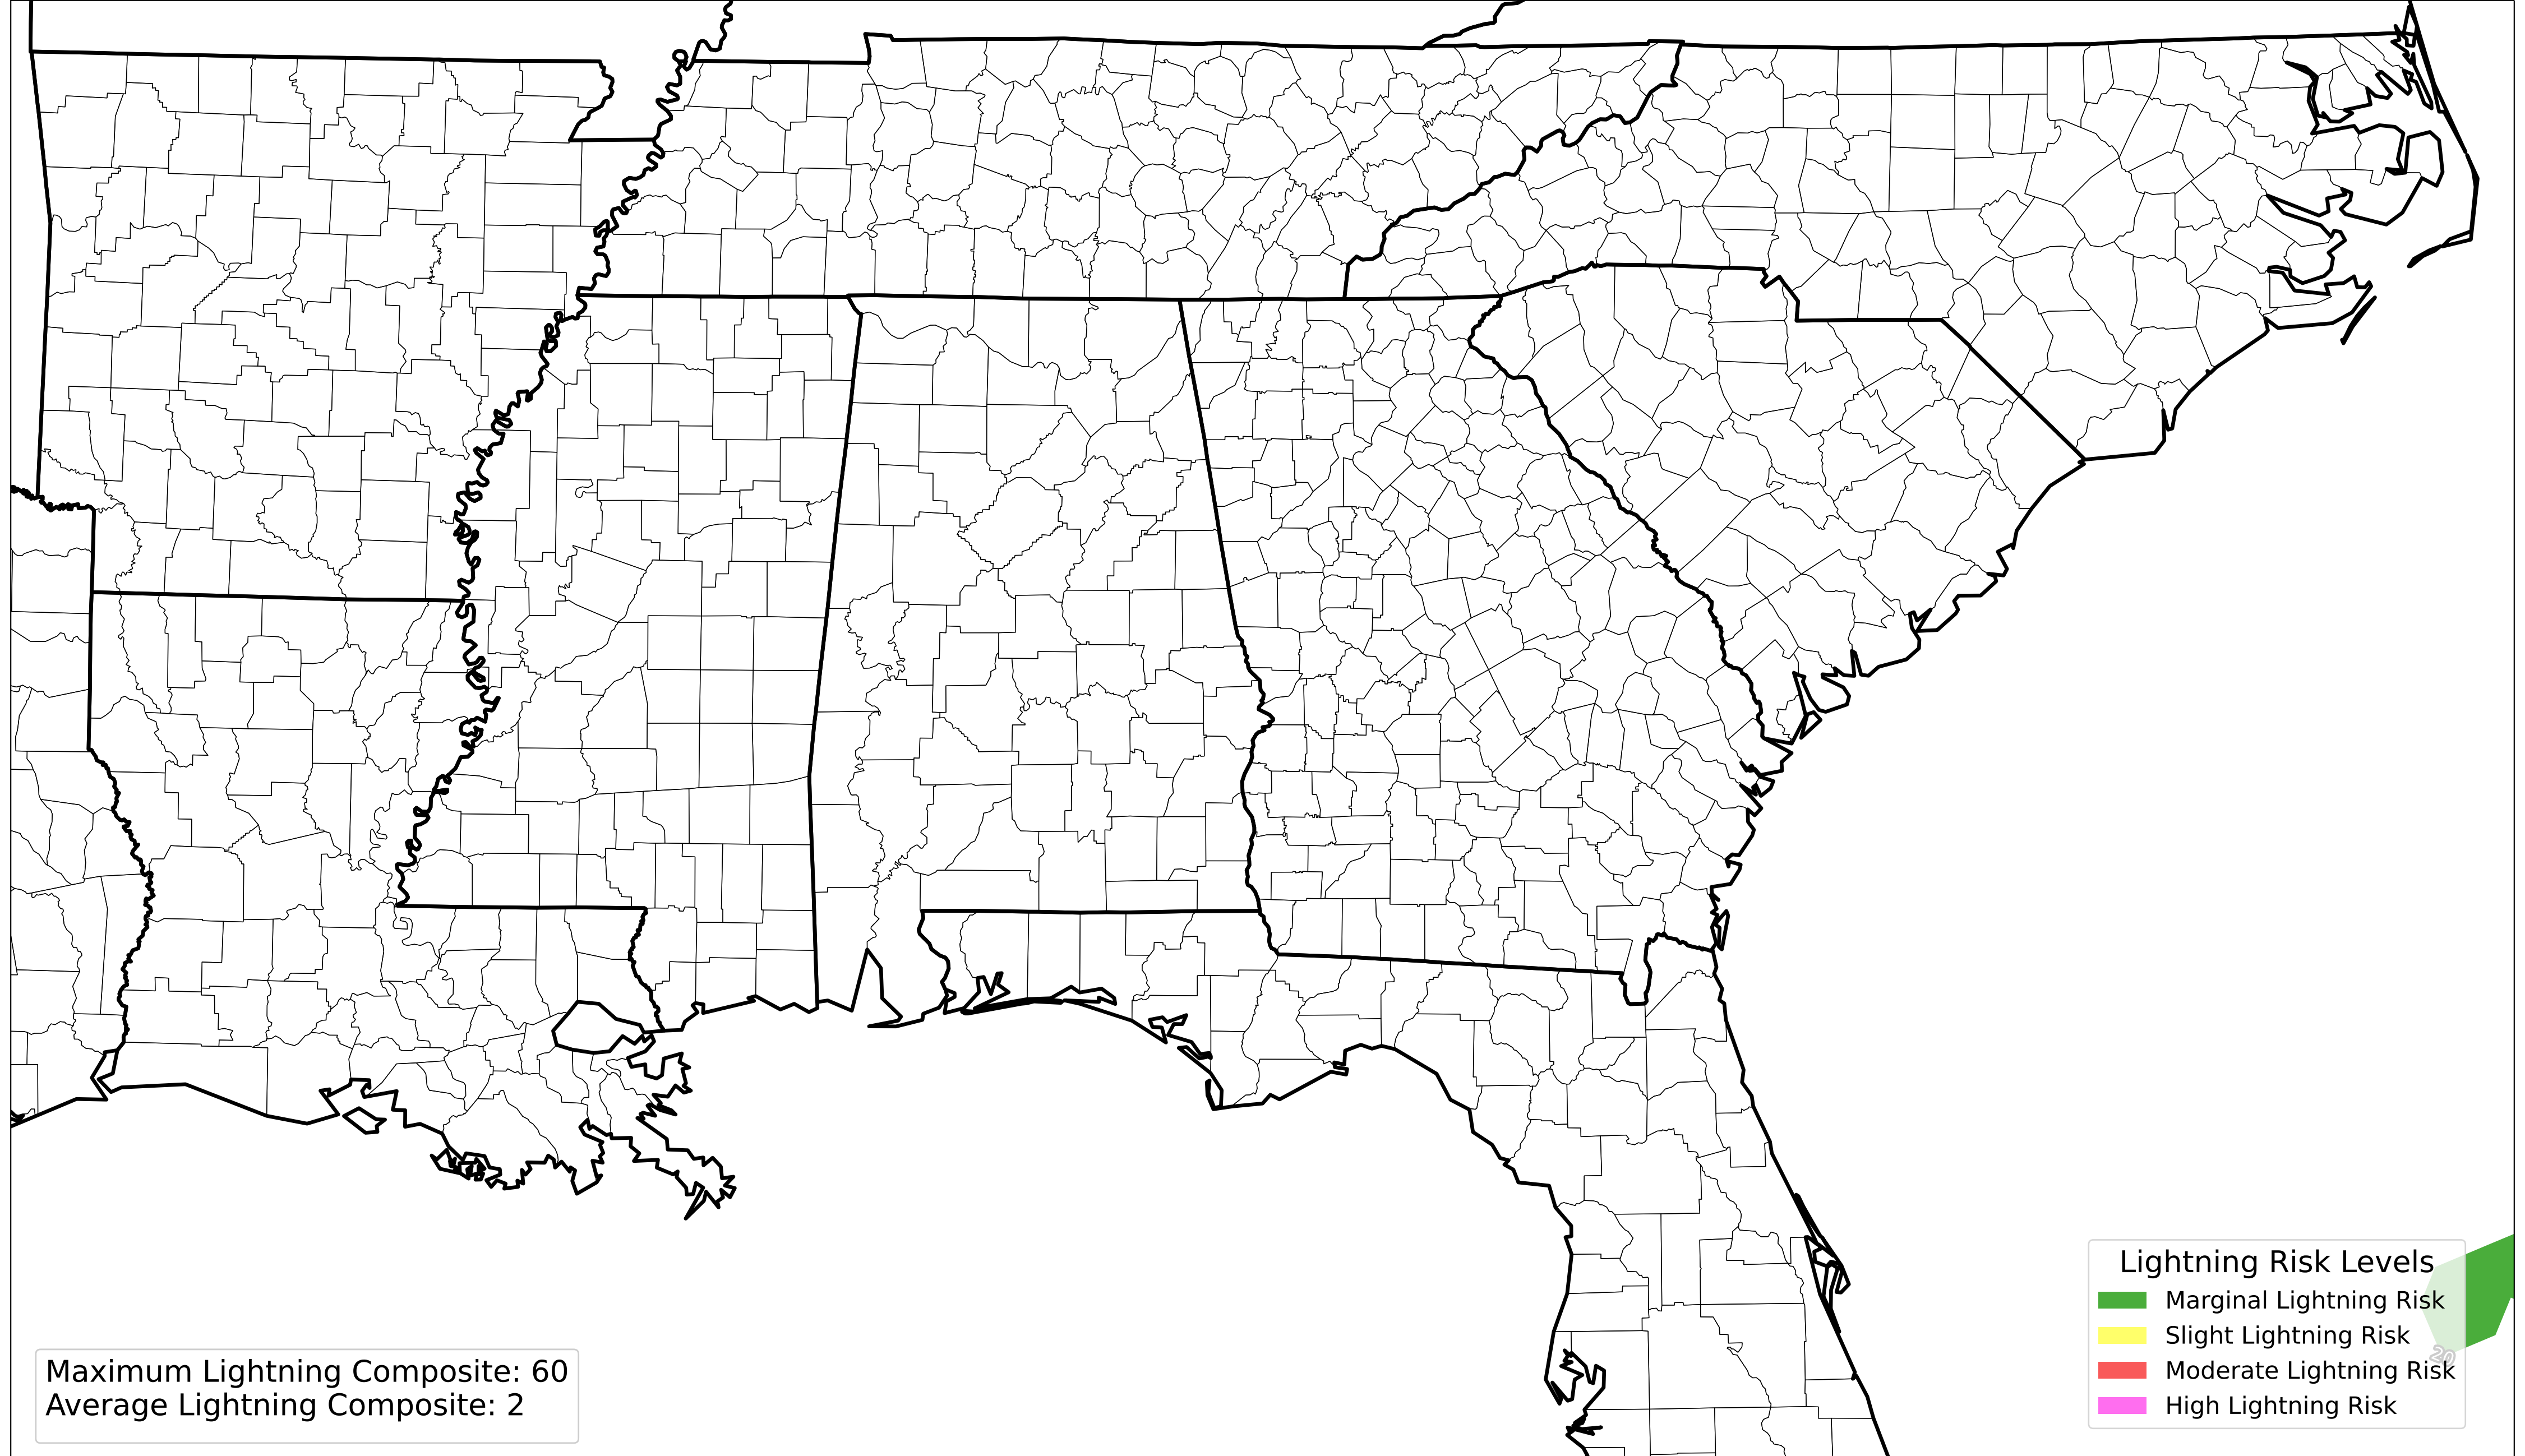 Lightning Risk Levels
Marginal Lightning Risk
Slight Lightning Risk
20
Moderate Lightning Risk
High Lightning Risk
Maximum Lightning Composite: 60
Average Lightning Composite: 2